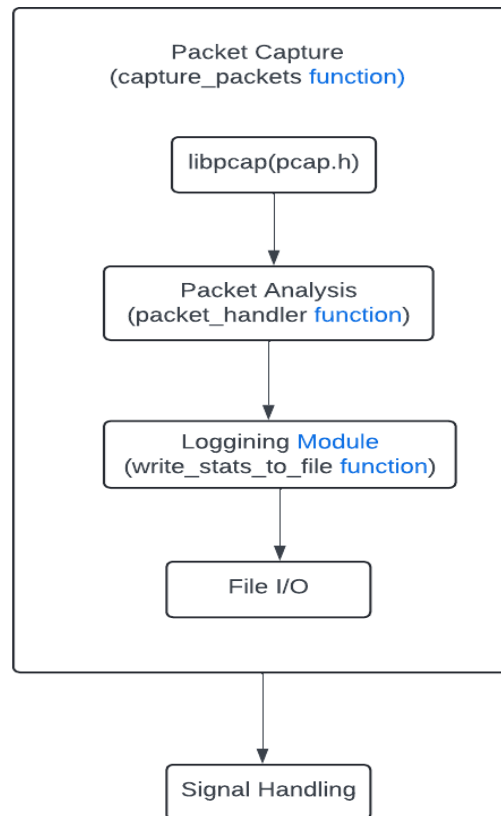 Packet Capture
(capture_packets function)
libpcap(pcap.h)
Packet Analysis
(packet_handler function)
Loggining Module
(write_stats_to_file function)
File I/O
Signal Handling